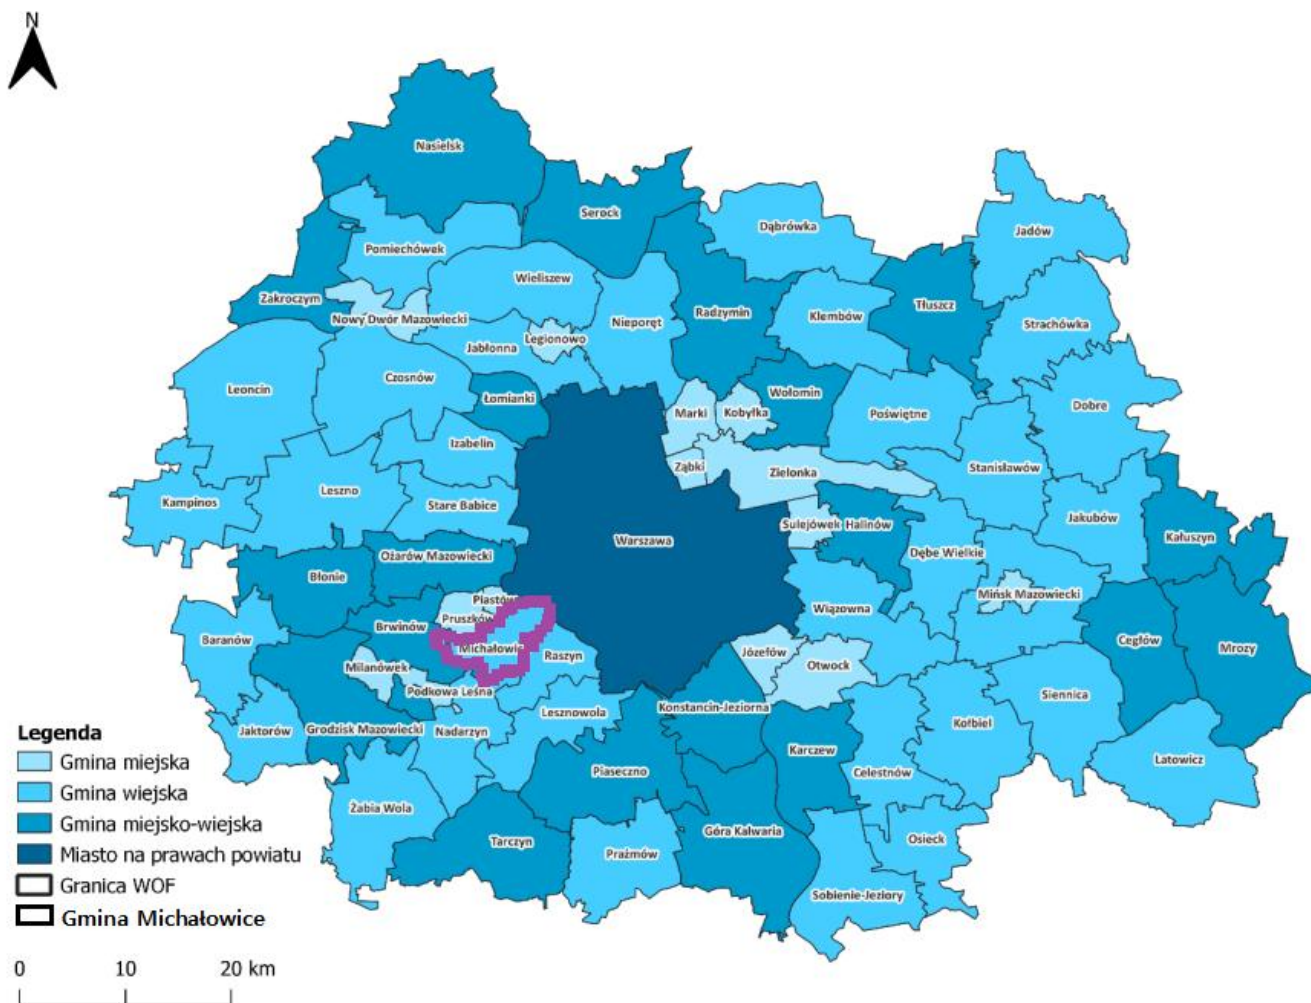 N
Nasielsk
Serock
Dąbrówka
Jadów
Pomiechówek
Wieliszew
Zakroczym
Nowy Dwór Mazowiecki
Nieporęt
Radzymin
Klembów
Tłuszcz
Strachówka
Jabłonna
Legionowo
Leoncin
Czosnów
Łomianki
Marki
Kobyłka
Wołomin
Poświętne
Dobre
Izabelin
Ząbki
Zielonka
Stanisławów
Kampinos
Leszno
Stare Babice
Sulejówek
Halinów
Jakubów
Kałuszyn
Warszawa
Ożarów Mazowiecki
Dębe Wielkie
Błonie
Mińsk Mazowiecki
Piastów
Pruszków
Brwinów
Wiązowna
Baranów
Michałowice
Raszyn
Józefów
Otwock
Cegłów
Mrozy
Milanówek
Podkowa Leśna
Siennica
Konstancin-Jeziorna
Lesznowola
Kołbiel
Jaktorów
Grodzisk Mazowiecki
Nadarzyn
Karczew
Latowicz
Piaseczno
Celestnów
Żabia Wola
Góra Kalwaria
Osieck
Tarczyn
Prażmów
Sobienie-Jeziory
Legenda
Gmina miejska
Gmina wiejska
Gmina miejsko-wiejska
Miasto na prawach powiatu
Granica WOF
Gmina Michałowice
0 10 20 km